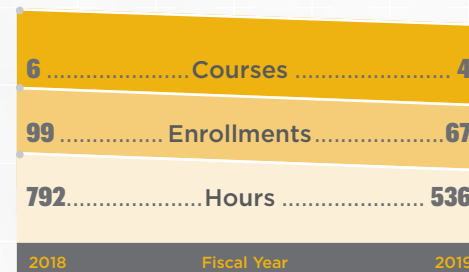 6 ...................... Courses ........................ 4
99 ................ Enrollments .................... 67
792 ..................... Hours ...................... 536
2018 Fiscal Year 2019